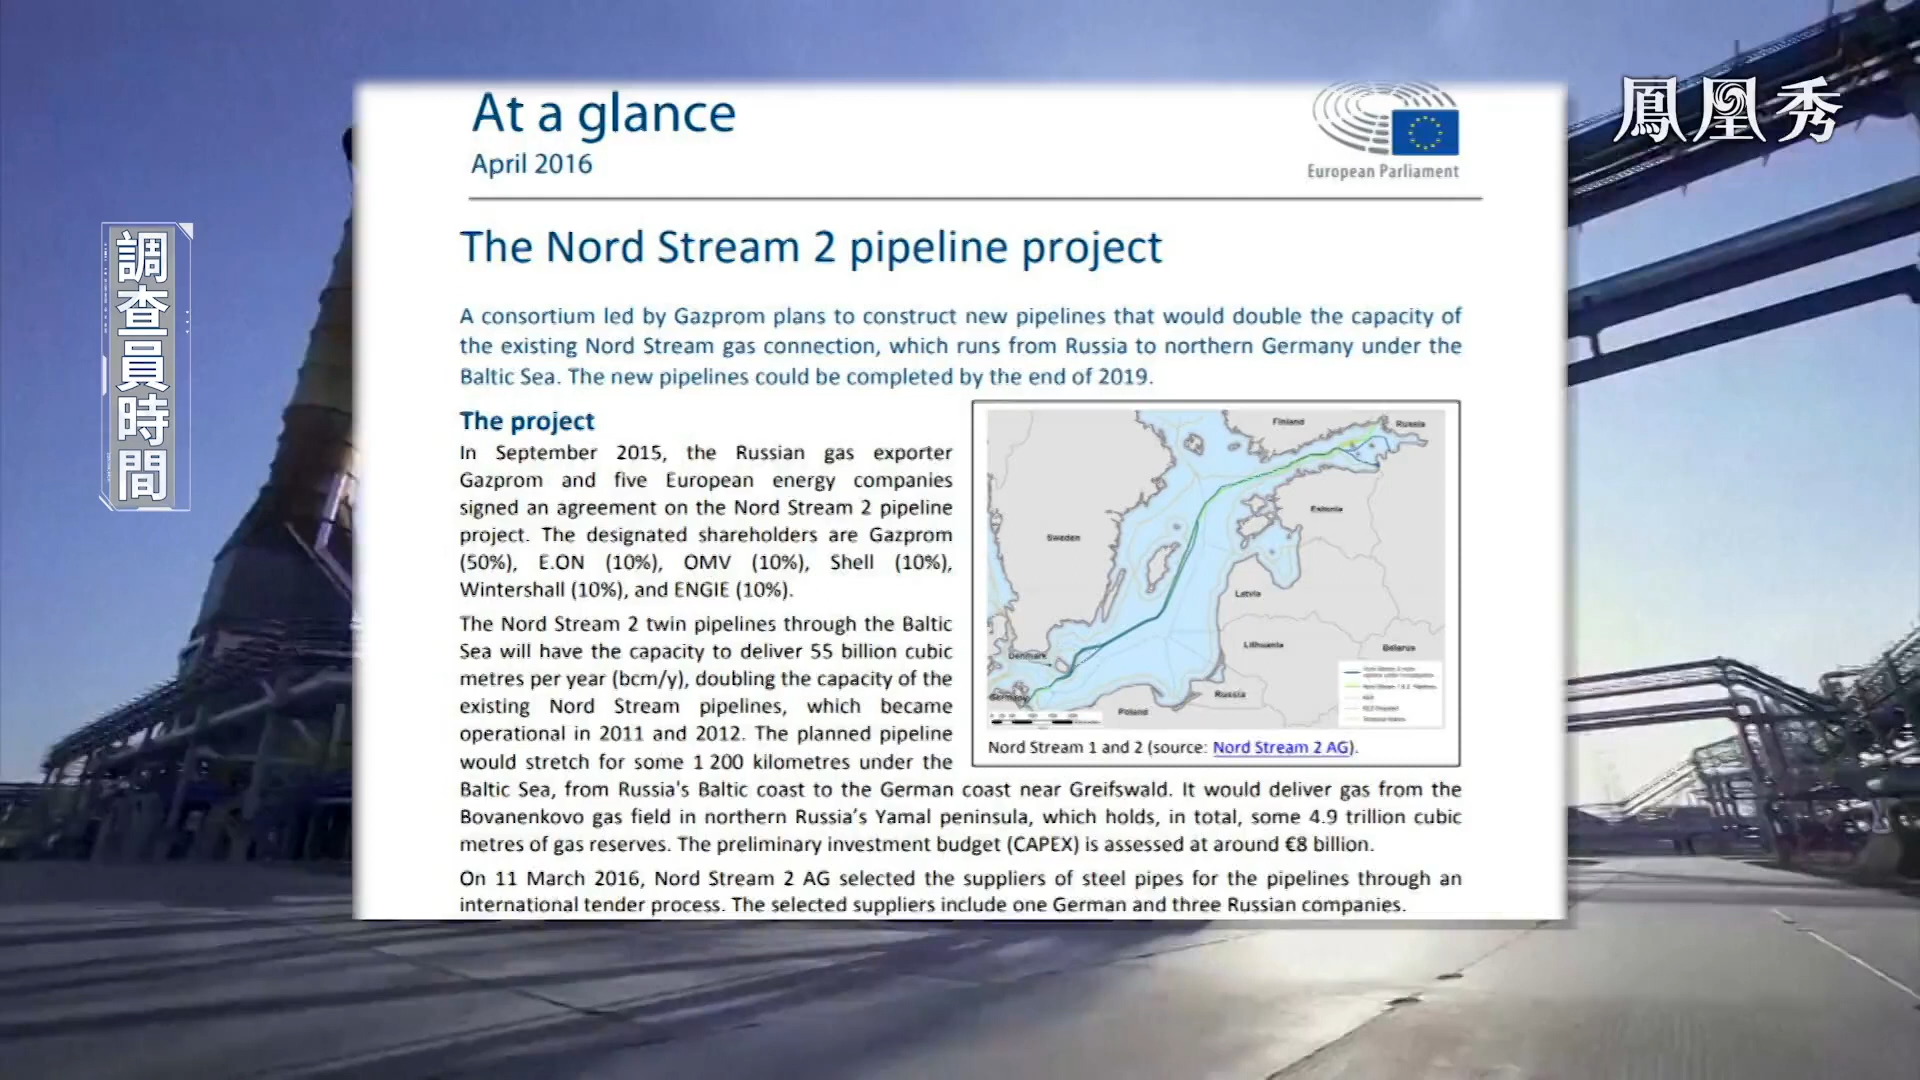 鳳凰秀
調查員時間
At a glance
April 2016
European Parliament
The Nord Stream 2 pipeline project
A consortium led by Gazprom plans to construct new pipelines that would double the capacity of
the existing Nord Stream gas connection, which runs from Russia to northern Germany under the
Baltic Sea. The new pipelines could be completed by the end of 2019.
The project
In September 2015, the Russian gas exporter
Gazprom and five European energy companies
signed an agreement on the Nord Stream 2 pipeline
project. The designated shareholders are Gazprom
(50%), E.ON (10%), OMV (10%), Shell (10%),
Wintershall (10%), and ENGIE (10%).
The Nord Stream 2 twin pipelines through the Baltic
Sea will have the capacity to deliver 55 billion cubic
metres per year (bcm/y), doubling the capacity of the
existing Nord Stream pipelines, which became
operational in 2011 and 2012. The planned pipeline
would stretch for some 1 200 kilometres under the
Baltic Sea, from Russia's Baltic coast to the German coast near Greifswald. It would deliver gas from the
Bovanenkovo gas field in northern Russia's Yamal peninsula, which holds, in total, some 4.9 trillion cubic
metres of gas reserves. The preliminary investment budget (CAPEX) is assessed at around €8 billion.
On 11 March 2016, Nord Stream 2 AG selected the suppliers of steel pipes for the pipelines through an
international tender process. The selected suppliers include one German and three Russian companies.
Finland
Russia
Estonia
Sweden
Latvia
Lithuania
Belarus
Denmark
Germany
Russia
Poland
Nord Stream 1 and 2 (source: Nord Stream 2 AG).